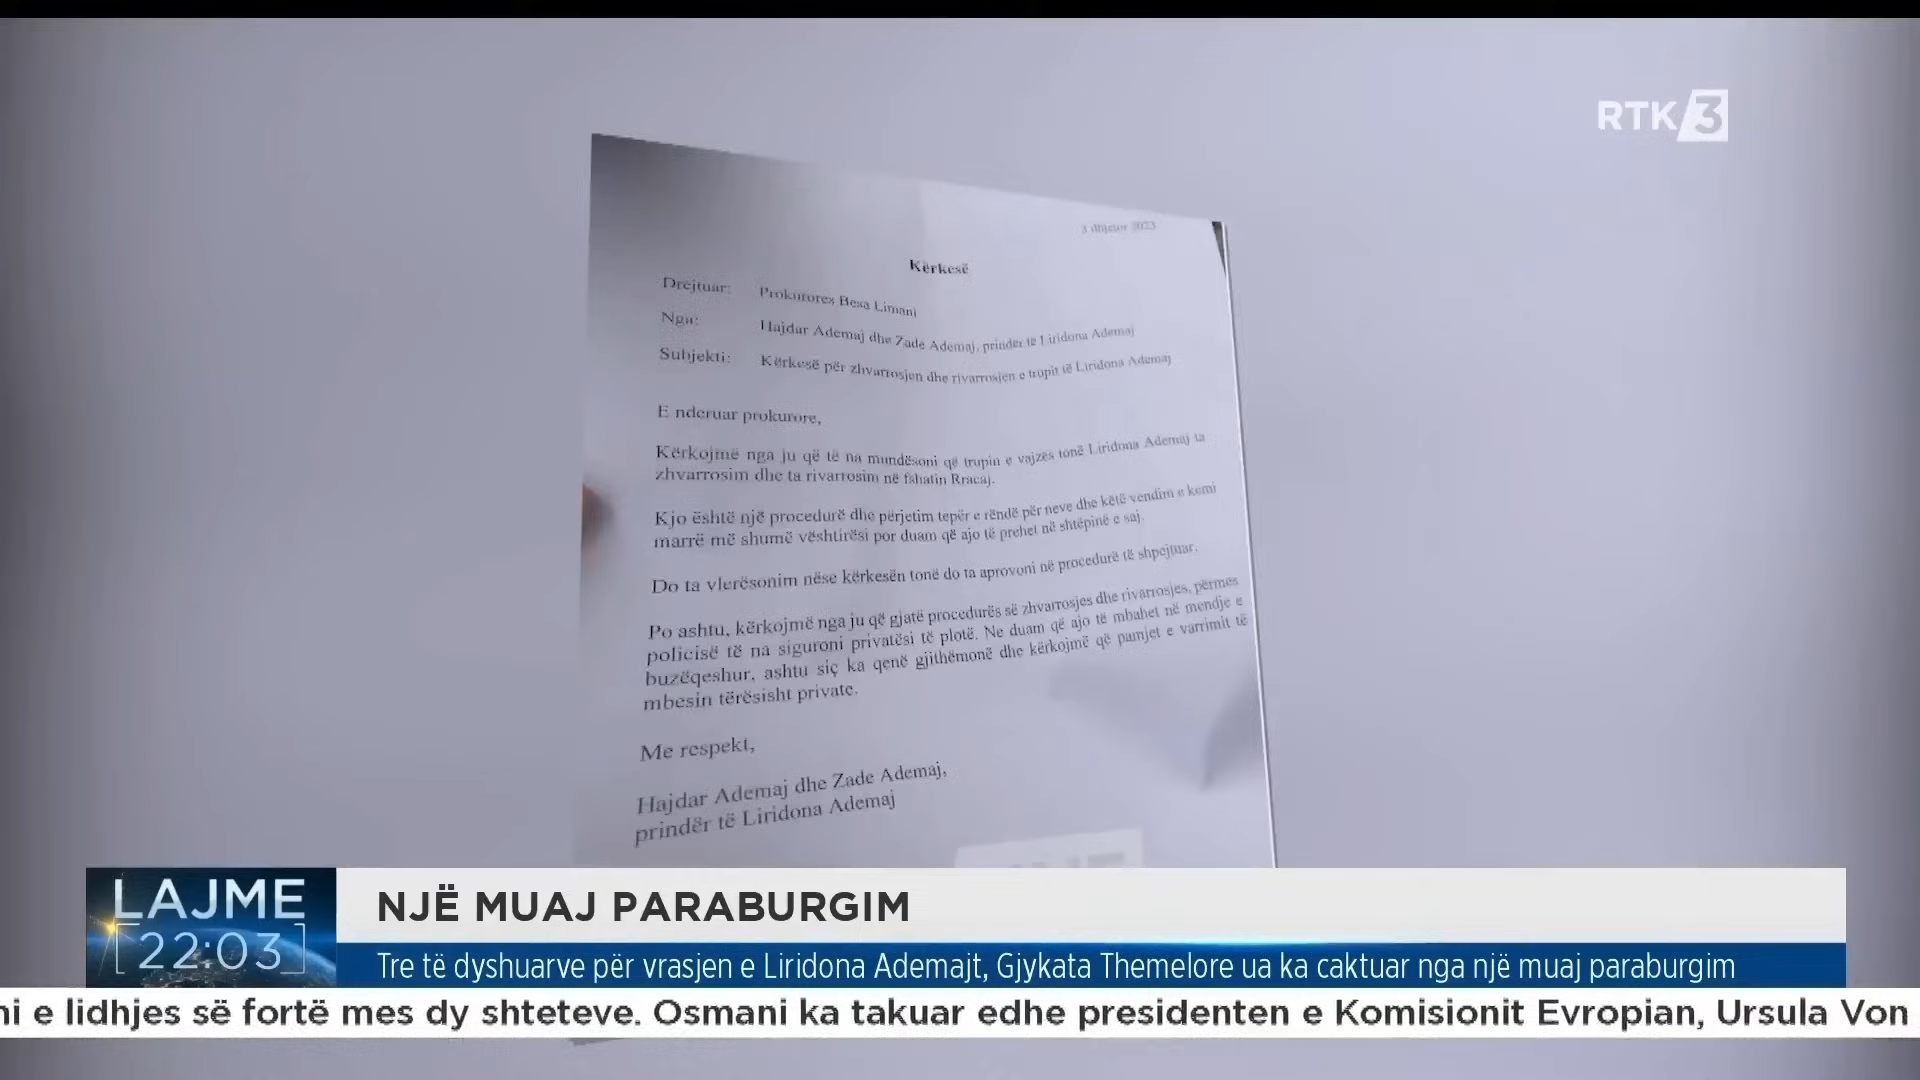 RTK3
3 dhjetor 2023
Kërkesë
Drejtuar: Prokurores Besa Limani
Nga: Hajdar Ademaj dhe Zade Ademaj, prindër të Liridona Ademaj
Subjekti: Kërkesë për zhvarrosjen dhe rivarrosjen e trupit të Liridona Ademaj
E nderuar prokurore,
Kërkojmë nga ju që të na mundësoni që trupin e vajzës tonë Liridona Ademaj ta
zhvarrosim dhe ta rivarrosim në fshatin Rracaj.
Kjo është një procedurë dhe përjetim tepër e rëndë për neve dhe këtë vendim e kemi
marrë më shumë vështirësi por duam që ajo të prehet në shtëpinë e saj.
Do ta vlerësonim nëse kërkesën tonë do ta aprovoni në procedurë të shpejtuar.
Po ashtu, kërkojmë nga ju që gjatë procedurës së zhvarrosjes dhe rivarrosjes, përmes
policisë të na siguroni privatësi të plotë. Ne duam që ajo të mbahet në mendje e
buzëqeshur, ashtu siç ka qenë gjithëmonë dhe kërkojmë që pamjet e varrimit të
mbesin tërësisht private.
Me respekt,
Hajdar Ademaj dhe Zade Ademaj,
prindër të Liridona Ademaj
LAJME
22:03
NJË MUAJ PARABURGIM
Tre të dyshuarve për vrasjen e Liridona Ademajt, Gjykata Themelore ua ka caktuar nga një muaj paraburgim
ni e lidhjes së fortë mes dy shteteve. Osmani ka takuar edhe presidenten e Komisionit Evropian, Ursula Von